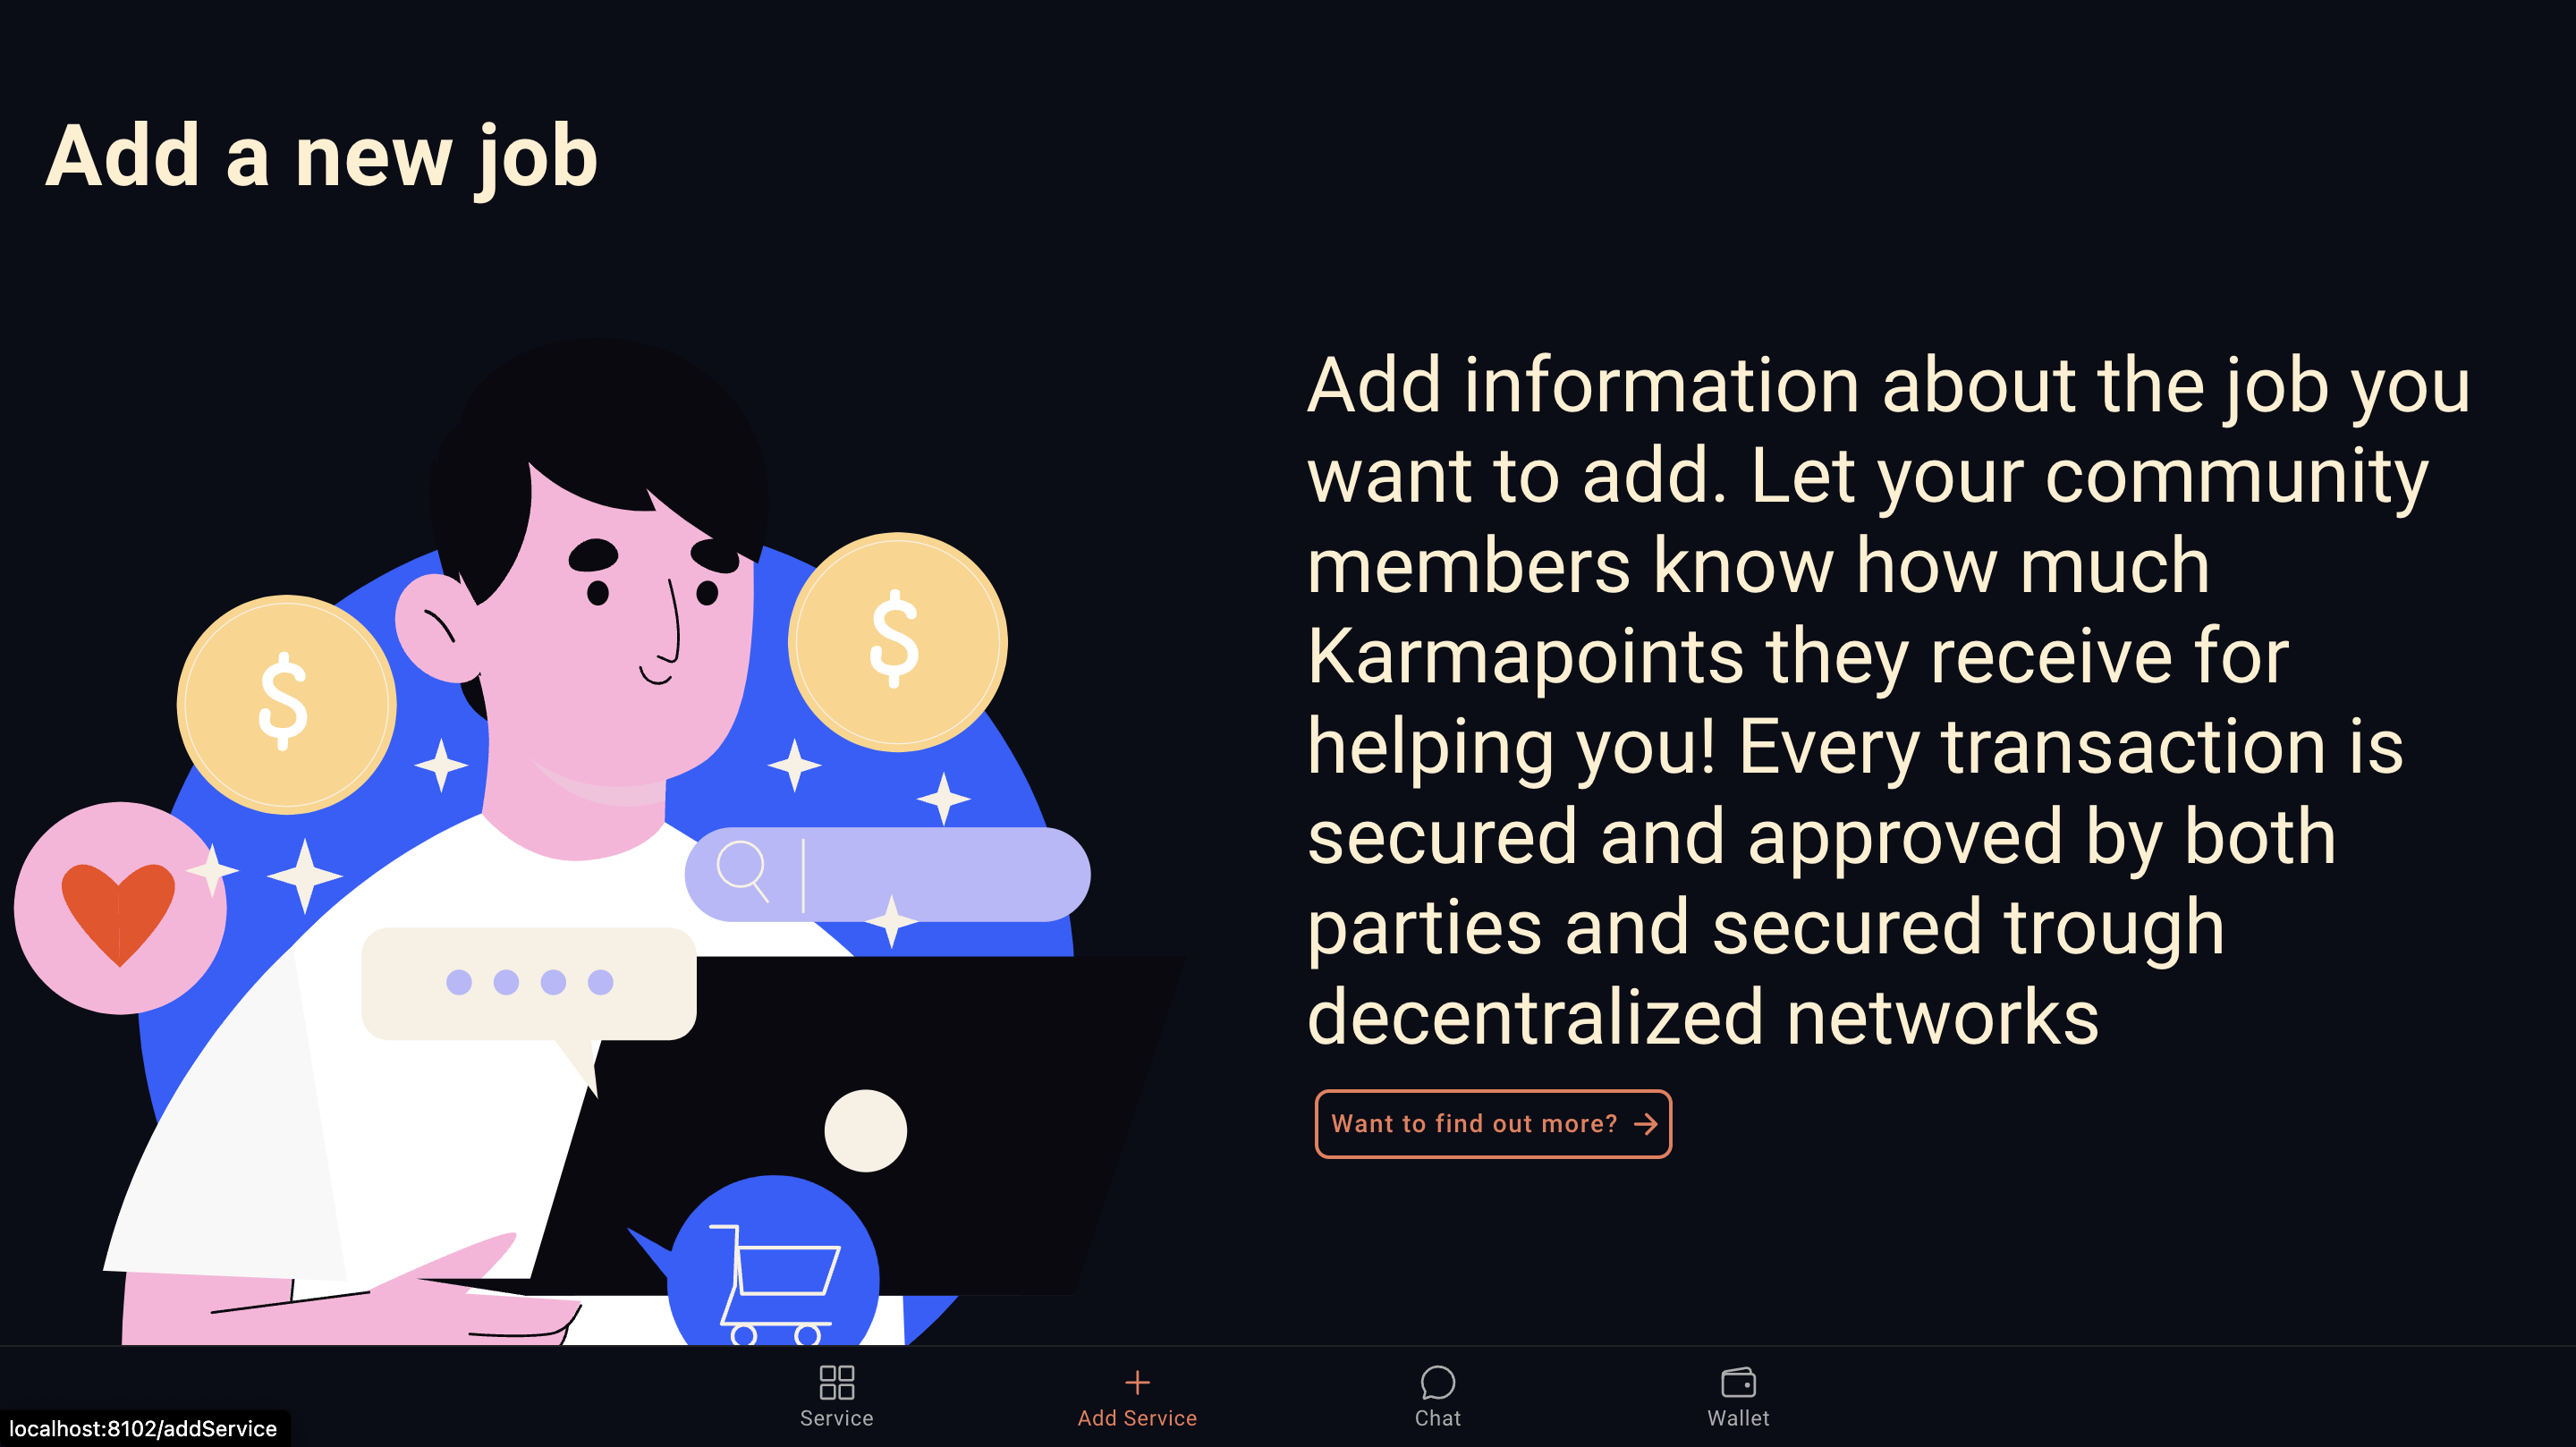 Add a new job
Add information about the job you
want to add. Let your community
members know how much
Karmapoints they receive for
helping you! Every transaction is
secured and approved by both
parties and secured trough
decentralized networks
$
$
Want to find out more? →
Service
Add Service
Chat
Wallet
localhost:8102/addService